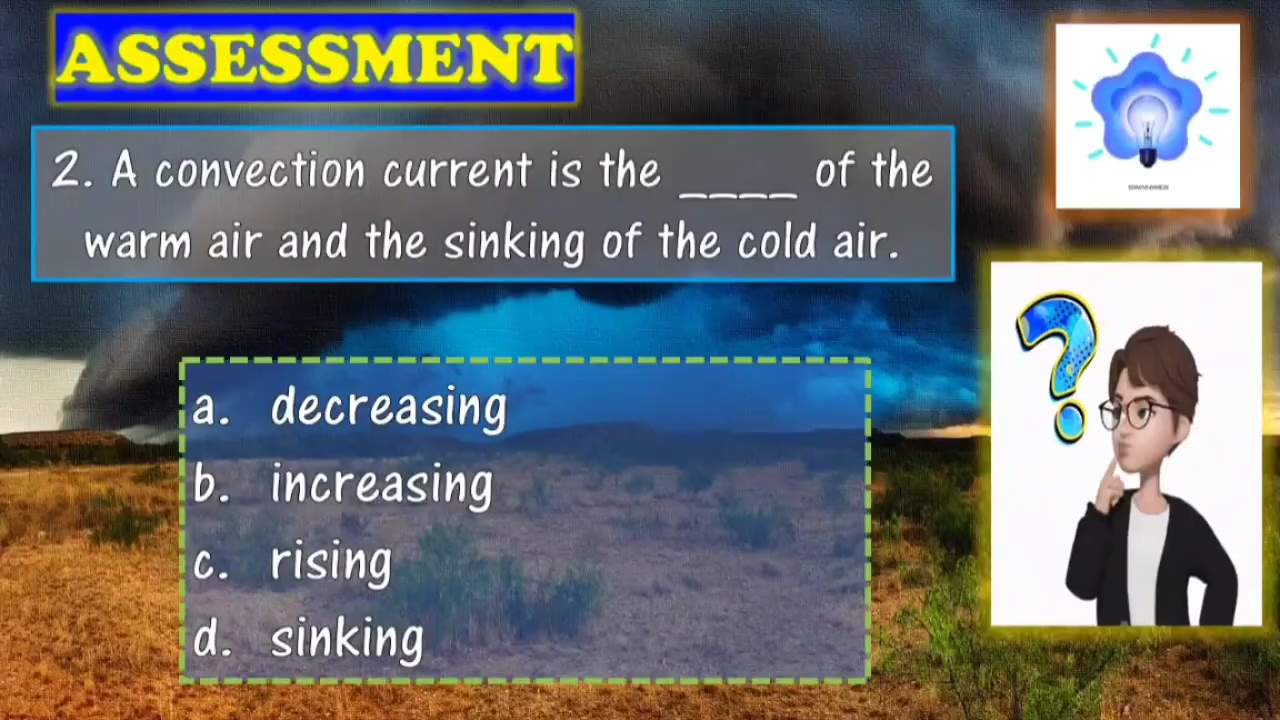 ASSESSMENT
2. A convection current is the ____ of the
warm air and the sinking of the cold air.
a. decreasing
b. increasing
c. rising
d. sinking